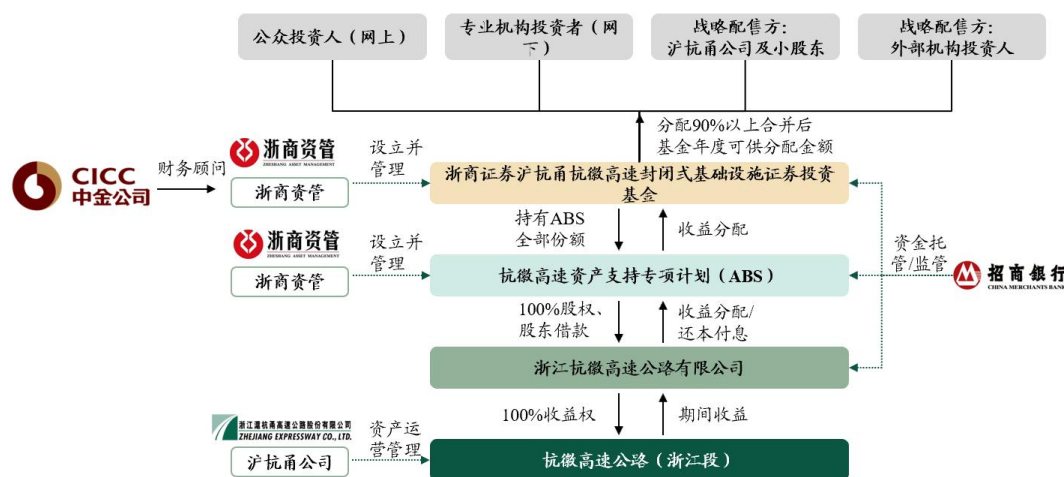 公众投资人（网上）
专业机构投资者（网
下）
战略配售方：
沪杭甬公司及小股东
战略配售方：
外部机构投资人
分配90%以上合并后
基金年度可供分配金额
CICC
中金公司
财务顾问
浙商资管
ZHESHANG ASSET MANAGEMENT
浙商资管
设立并
管理
浙商证券沪杭甬杭徽高速封闭式基础设施证券投资
基金
持有ABS
全部份额
收益分配
浙商资管
ZHESHANG ASSET MANAGEMENT
浙商资管
设立并
管理
杭徽高速资产支持专项计划（ABS）
资金托
管/监管
招商银行
CHINA MERCHANTS BANK
100%股权、
股东借款
收益分配/
还本付息
浙江杭徽高速公路有限公司
100%收益权
期间收益
浙江滬杭甬高速公路股份有限公司
ZHEJIANG EXPRESSWAY CO., LTD.
沪杭甬公司
资产运
营管理
杭徽高速公路（浙江段）